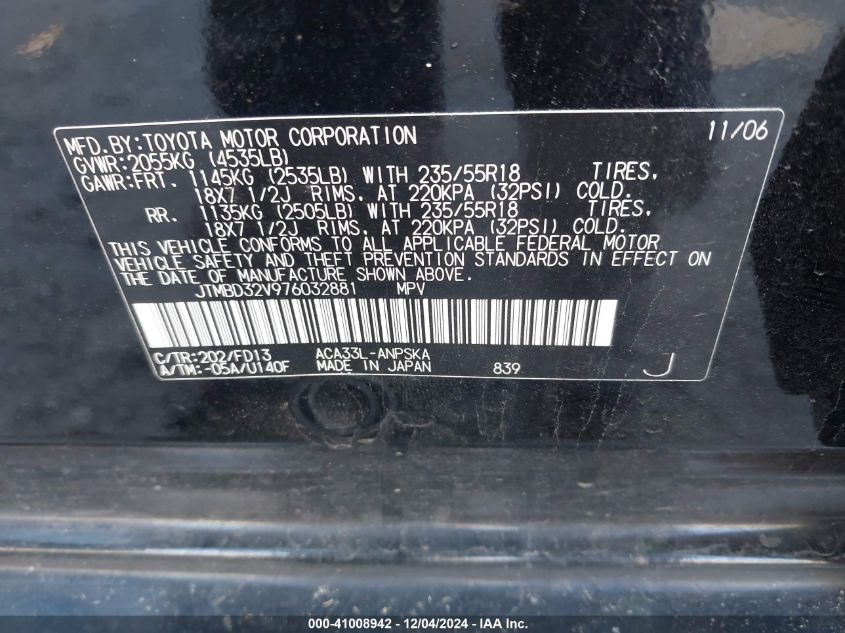 MFD.BY:TOYOTA MOTOR CORPORATION 11/06
GVWR:2055KG (4535LB)
GAWR:FRT. 1145KG (2535LB) WITH 235/55R18 TIRES,
18X7 1/2J RIMS, AT 220KPA (32PSI) COLD.
RR. 1135KG (2505LB) WITH 235/55R18 TIRES,
18X7 1/2J RIMS, AT 220KPA (32PSI) COLD.
THIS VEHICLE CONFORMS TO ALL APPLICABLE FEDERAL MOTOR
VEHICLE SAFETY AND THEFT PREVENTION STANDARDS IN EFFECT ON
THE DATE OF MANUFACTURE SHOWN ABOVE.
JTMBD32V976032881 MPV
C/TR:202/FD13 ACA33L-ANPSKA
A/TM:-05A/U140F MADE IN JAPAN 839 J
000-41008942 - 12/04/2024 - IAA Inc.